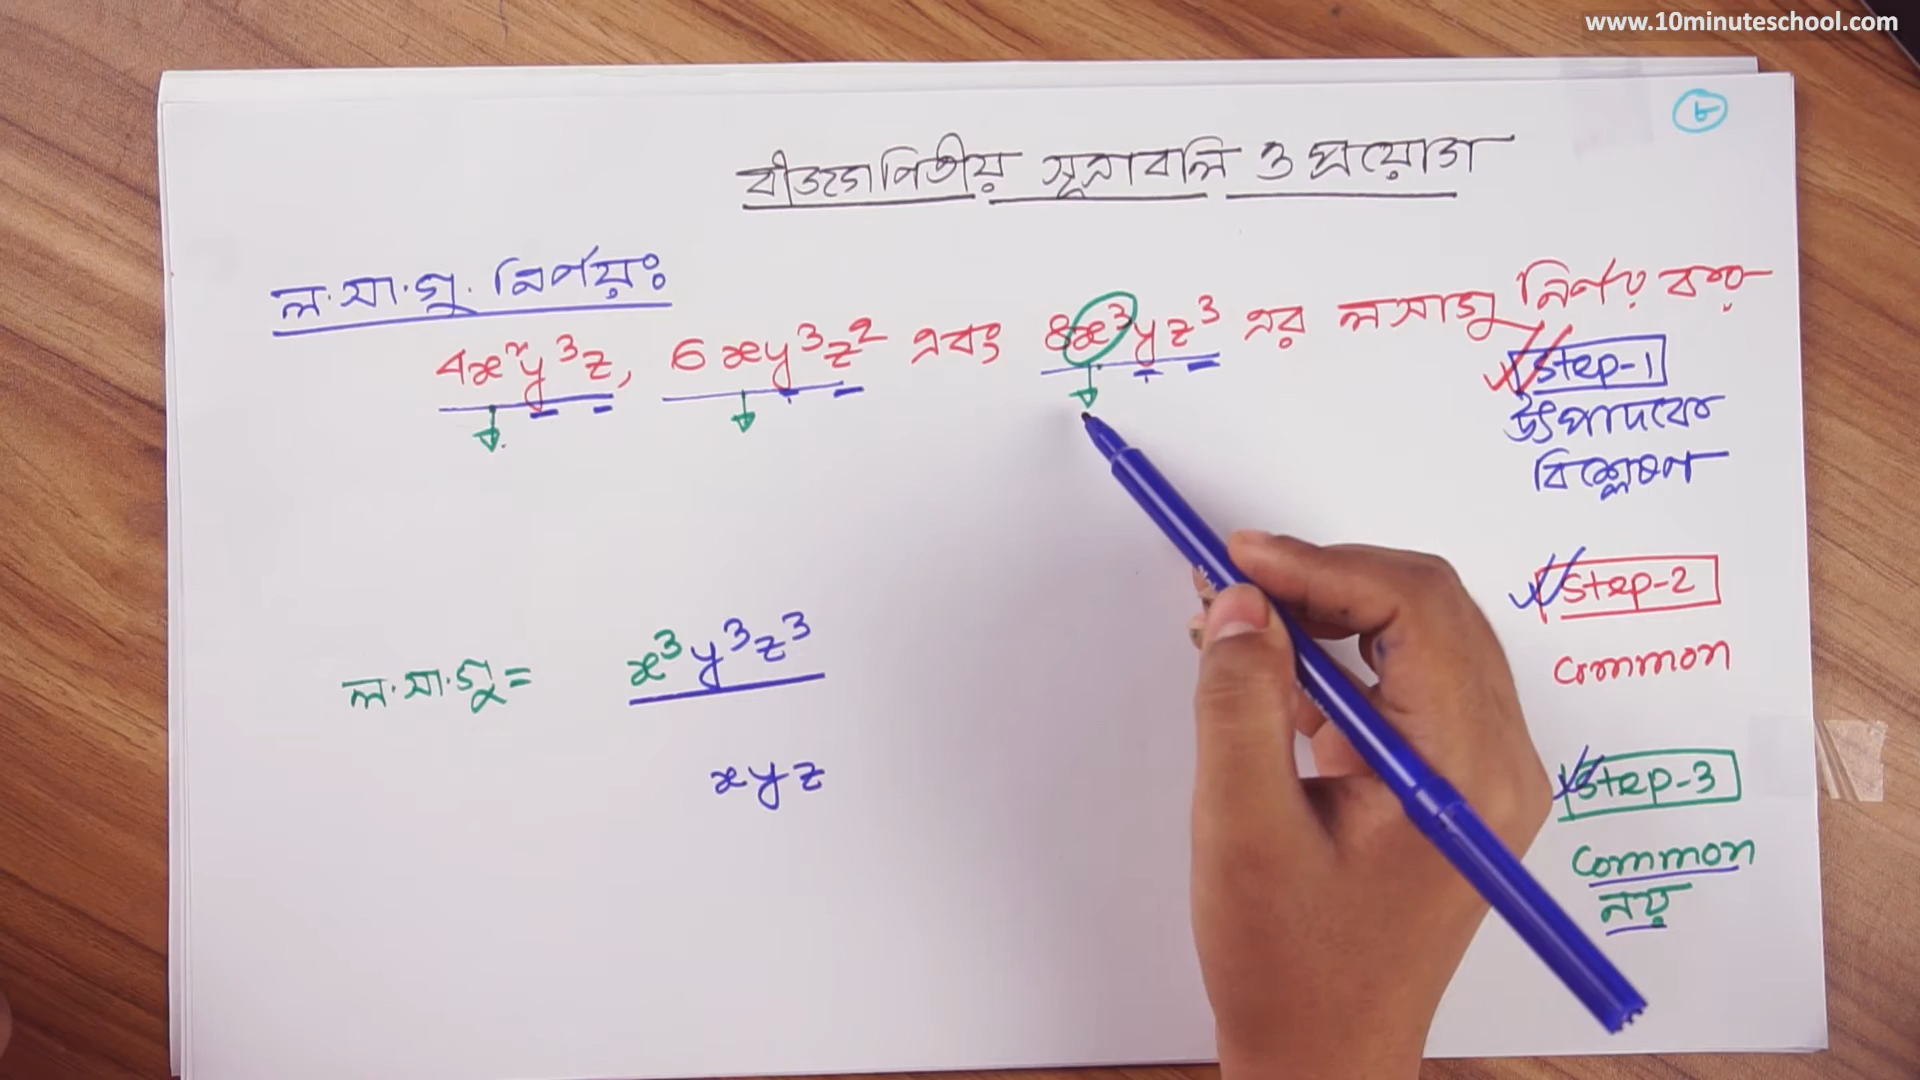 www.10minuteschool.com
৮
বীজগণিতীয় সূত্রাবলি ও প্রয়োগ
ল.সা.গু. নির্ণয়ঃ
4x²y³z, 6xy³z² এবং 8x³yz³ এর লসাগু নির্ণয় কর
Step-1
উৎপাদকের
বিশ্লেষণ
Step-2
Common
ল.সা.গু = x³y³z³
xyz
Step-3
Common
নয়